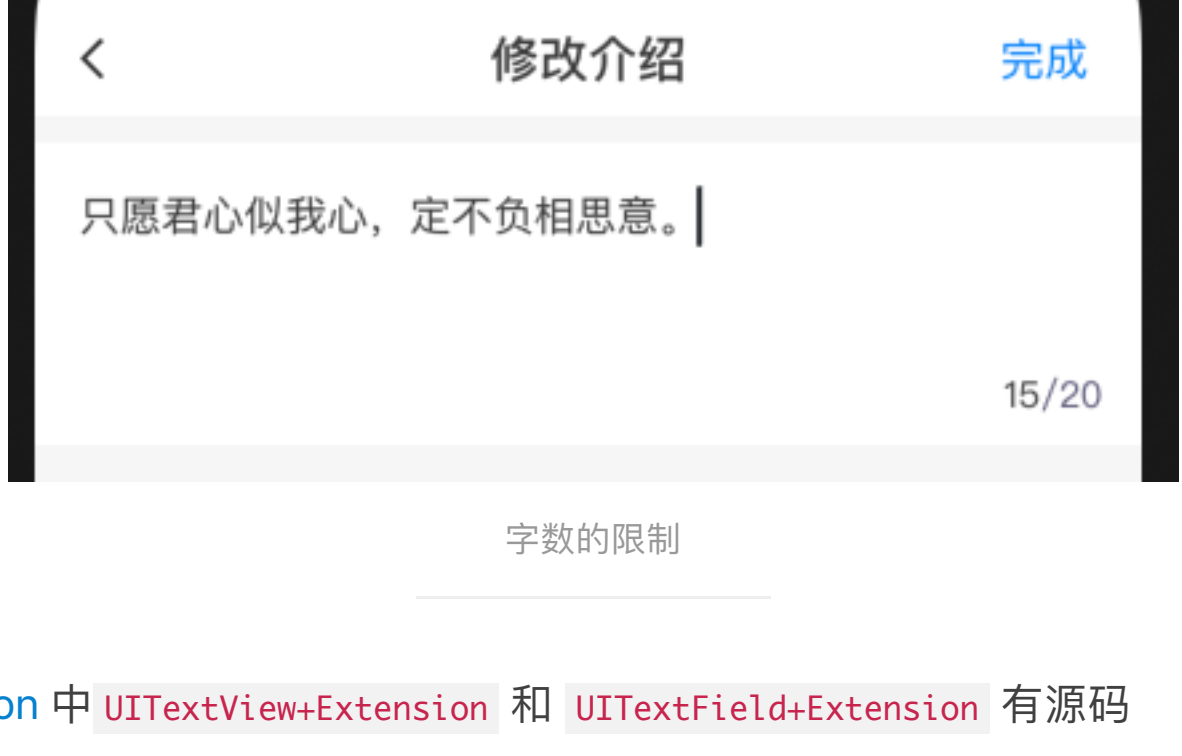 修改介绍 完成
只愿君心似我心，定不负相思意。
15/20
字数的限制
on 中 UITextView+Extension 和 UITextField+Extension 有源码